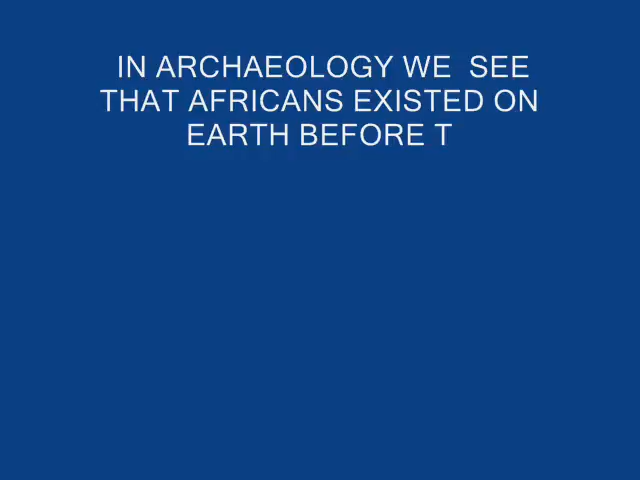 IN ARCHAEOLOGY WE  SEE
THAT AFRICANS EXISTED ON
EARTH BEFORE T